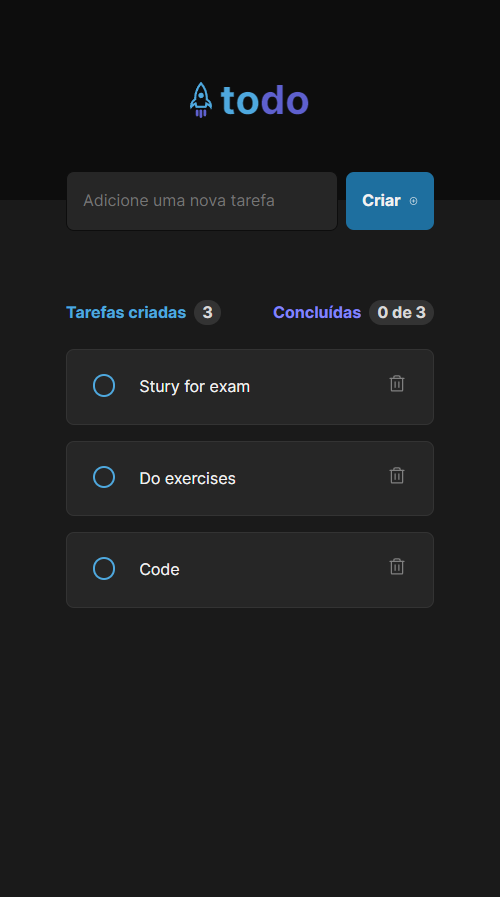 todo
Adicione uma nova tarefa
Criar
Tarefas criadas 3
Concluídas 0 de 3
Stury for exam
Do exercises
Code